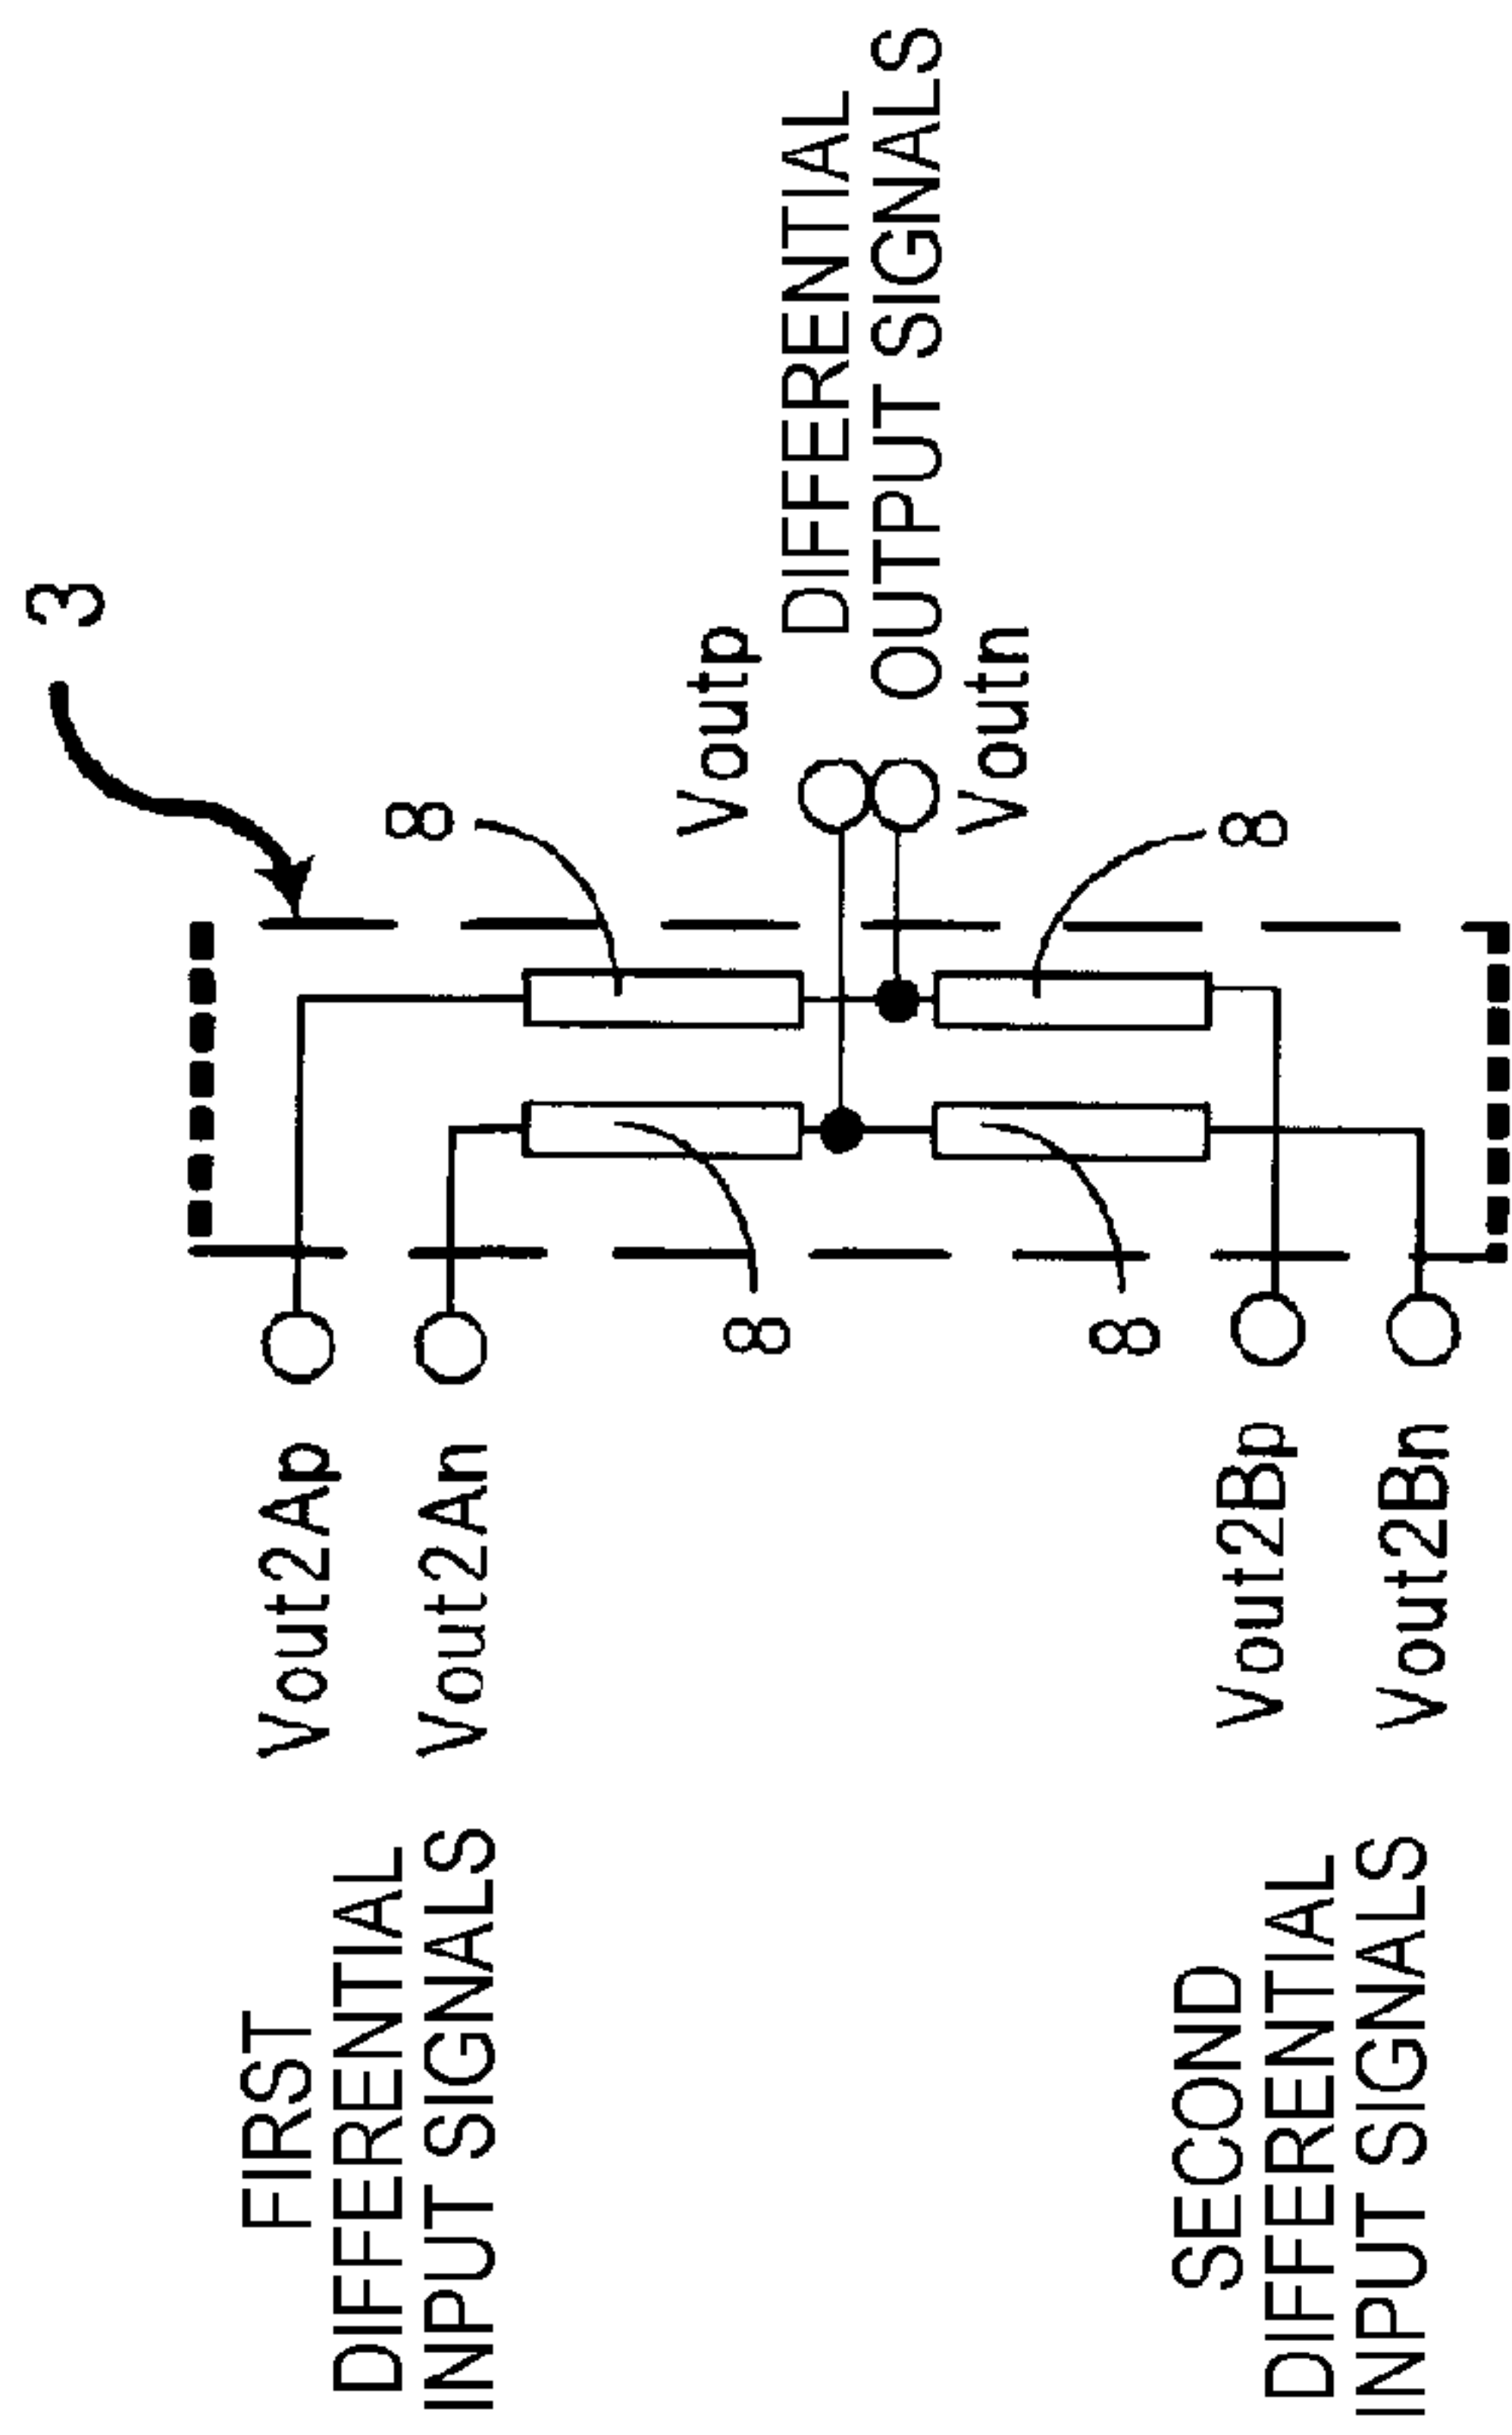 3
8
Voutp
DIFFERENTIAL
OUTPUT SIGNALS
Voutn
8
8
8
FIRST
DIFFERENTIAL
INPUT SIGNALS
Vout2Ap
Vout2An
SECOND
DIFFERENTIAL
INPUT SIGNALS
Vout2Bp
Vout2Bn